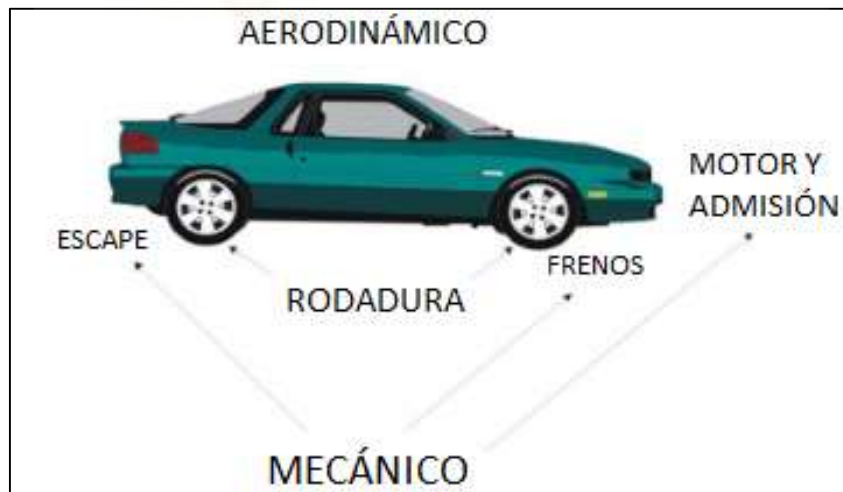 AERODINÁMICO
MOTOR Y
ADMISIÓN
ESCAPE
FRENOS
RODADURA
MECÁNICO